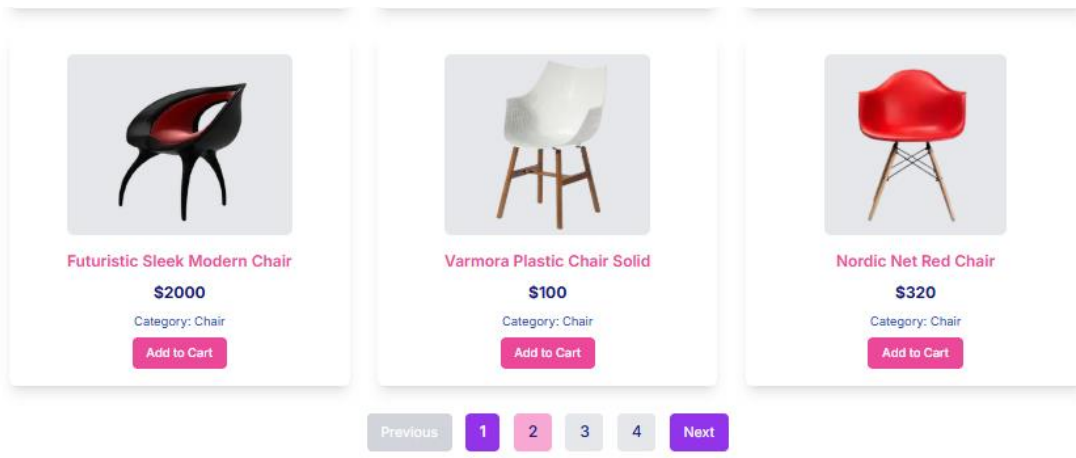 Futuristic Sleek Modern Chair
$2000
Category: Chair
Add to Cart
Varmora Plastic Chair Solid
$100
Category: Chair
Add to Cart
Nordic Net Red Chair
$320
Category: Chair
Add to Cart
Previous 1 2 3 4 Next